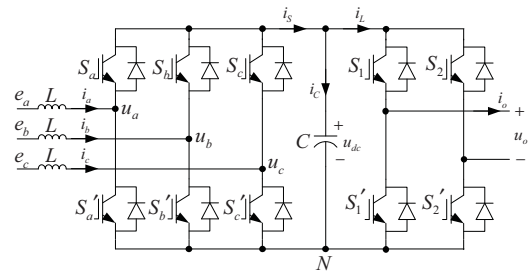 i_S i_L
S_a S_b S_c S_1 S_2
e_a L i_a u_a i_C i_o
e_b L i_b u_b + +
C u_dc u_o
e_c L i_c u_c − −
S_a' S_b' S_c' S_1' S_2'
N